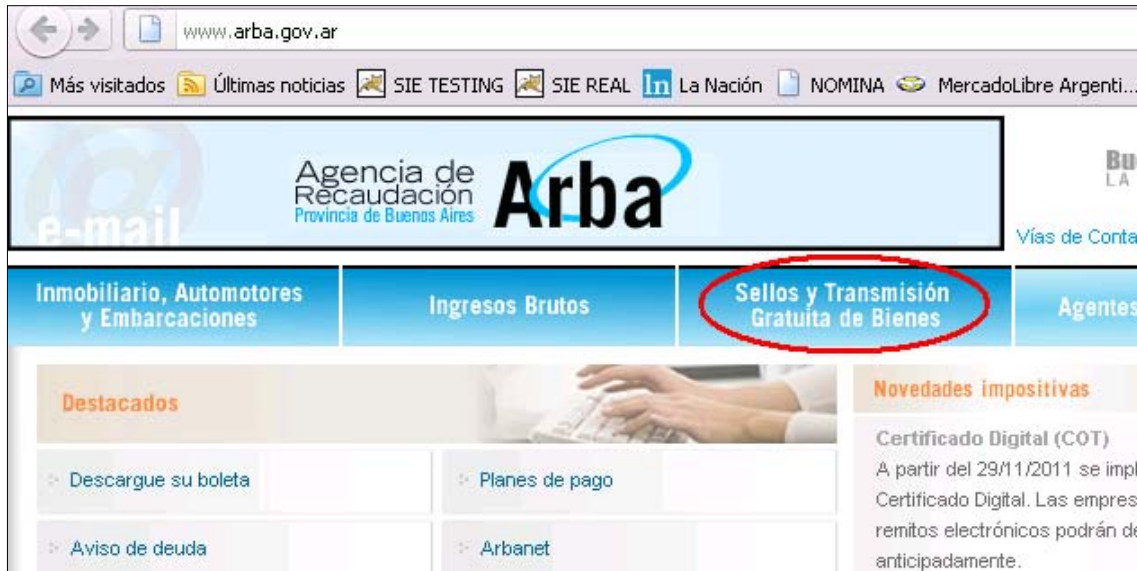 www.arba.gov.ar
Más visitados Últimas noticias SIE TESTING SIE REAL ln La Nación NOMINA MercadoLibre Argenti...
e-mail
Agencia de
Recaudación
Provincia de Buenos Aires
Arba
Bu
LA
Vías de Conta
Inmobiliario, Automotores
y Embarcaciones
Ingresos Brutos
Sellos y Transmisión
Gratuita de Bienes
Agentes
Destacados
Descargue su boleta
Planes de pago
Aviso de deuda
Arbanet
Novedades impositivas
Certificado Digital (COT)
A partir del 29/11/2011 se impl
Certificado Digital. Las empres
remitos electrónicos podrán de
anticipadamente.